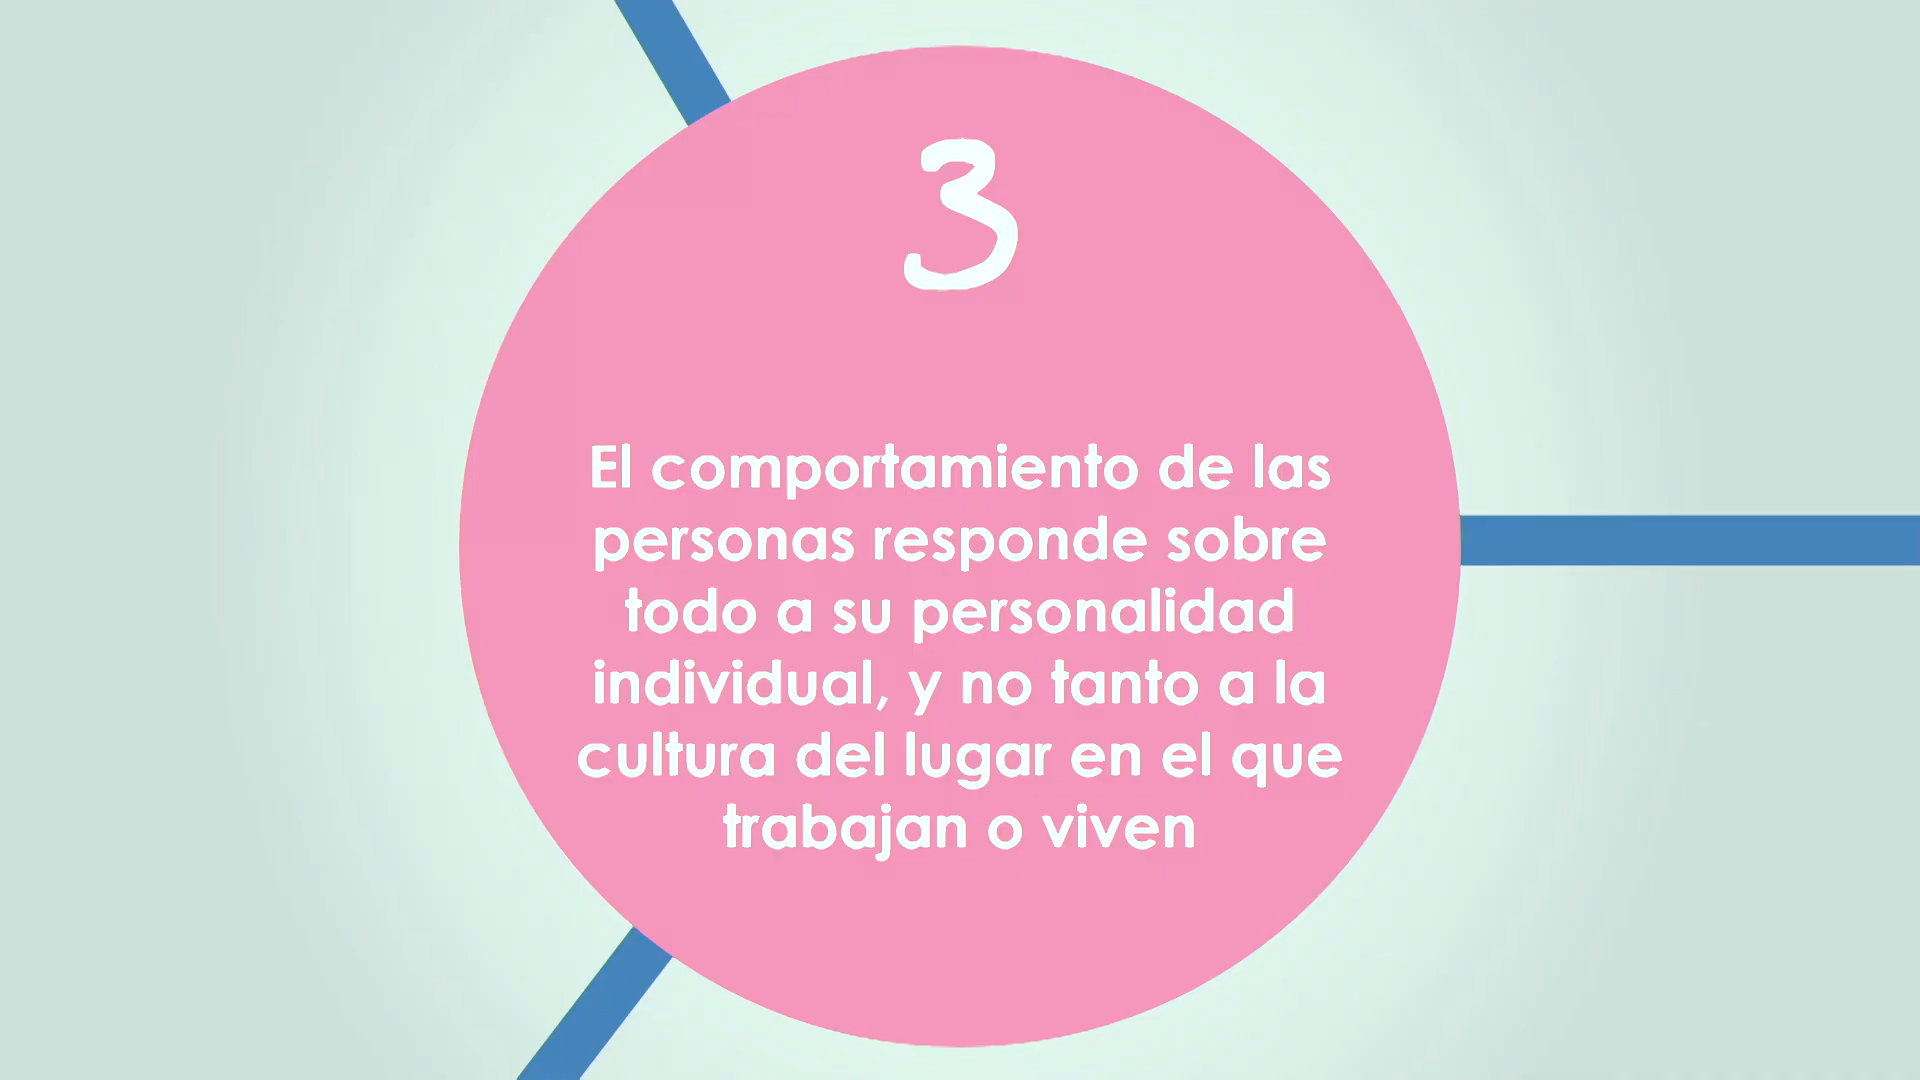 3
El comportamiento de las
personas responde sobre
todo a su personalidad
individual, y no tanto a la
cultura del lugar en el que
trabajan o viven